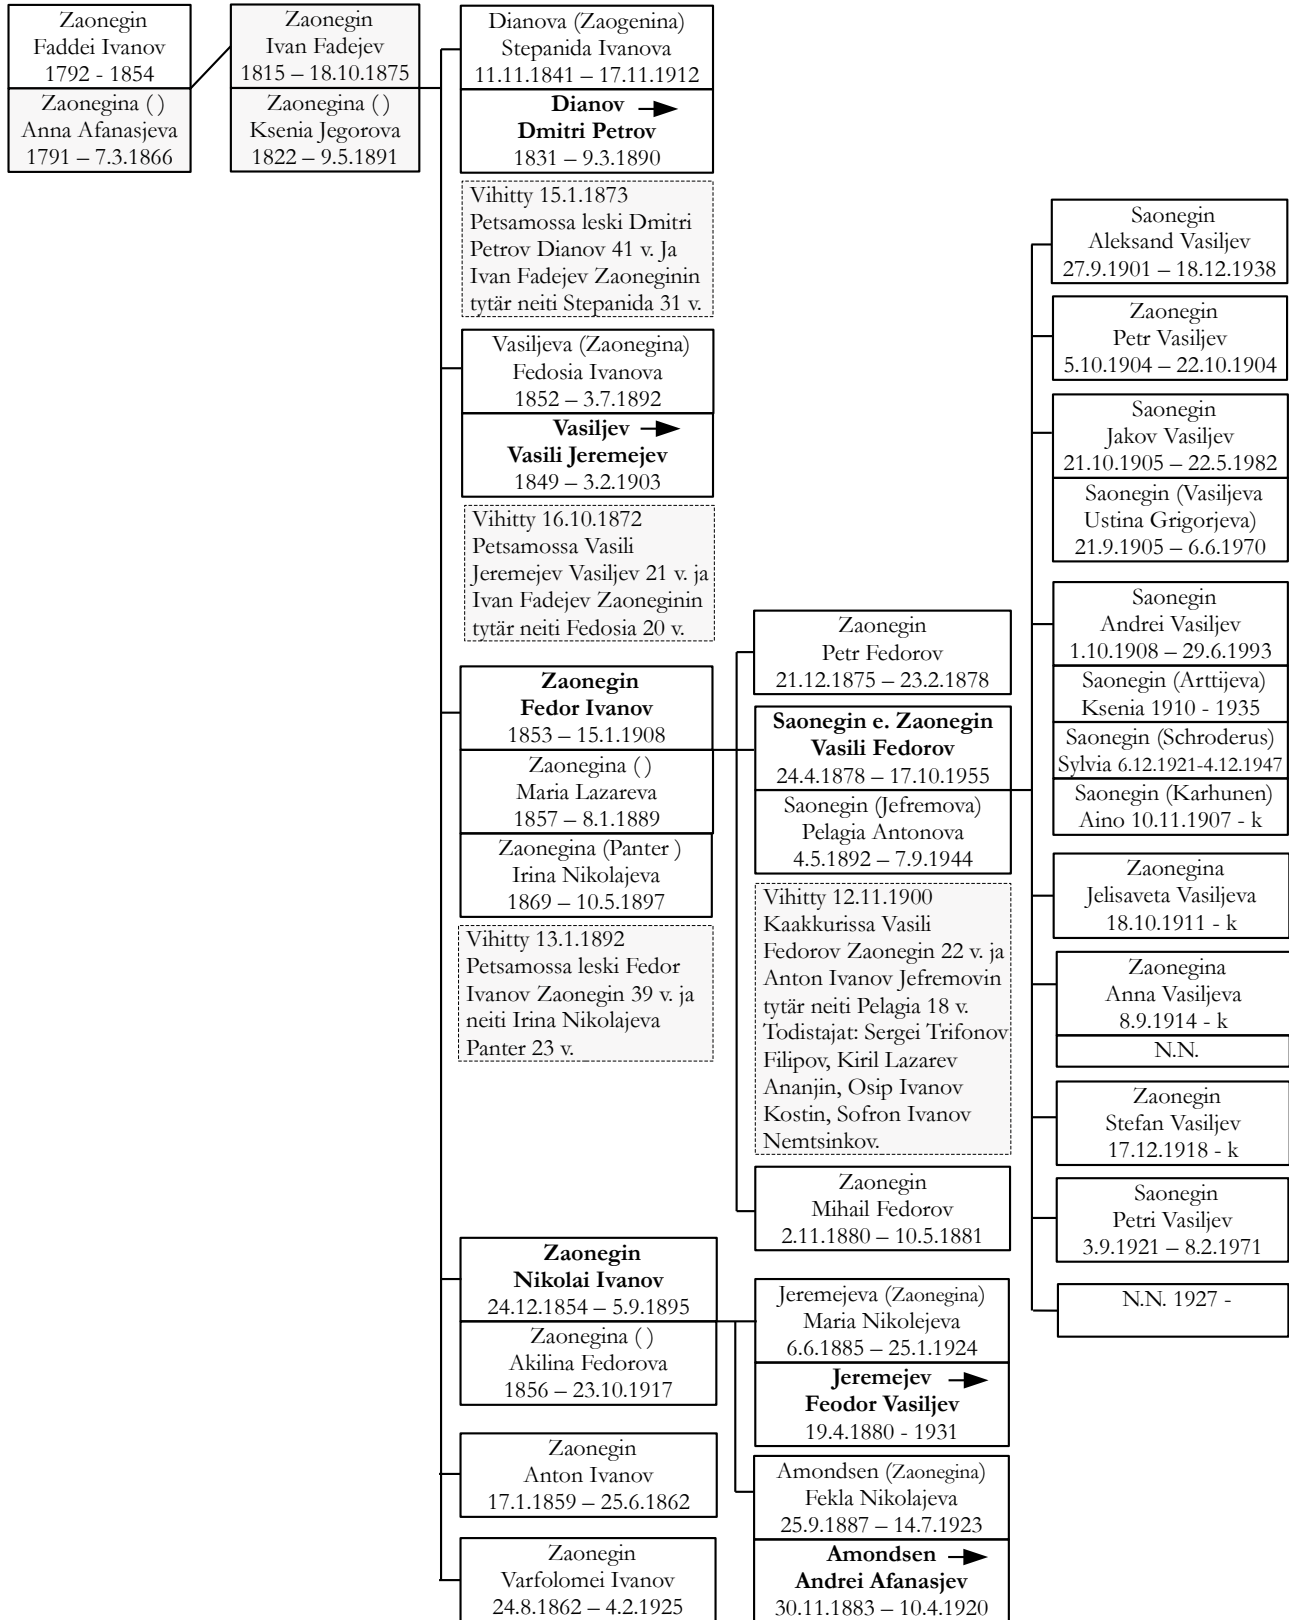 Zaonegin
Faddei Ivanov
1792 - 1854
Zaonegina ( )
Anna Afanasjeva
1791 – 7.3.1866
Zaonegin
Ivan Fadejev
1815 – 18.10.1875
Zaonegina ( )
Ksenia Jegorova
1822 – 9.5.1891
Dianova (Zaogenina)
Stepanida Ivanova
11.11.1841 – 17.11.1912
Dianov
Dmitri Petrov
1831 – 9.3.1890
Vihitty 15.1.1873
Petsamossa leski Dmitri
Petrov Dianov 41 v. Ja
Ivan Fadejev Zaoneginin
tytär neiti Stepanida 31 v.
Vasiljeva (Zaonegina)
Fedosia Ivanova
1852 – 3.7.1892
Vasiljev
Vasili Jeremejev
1849 – 3.2.1903
Vihitty 16.10.1872
Petsamossa Vasili
Jeremejev Vasiljev 21 v. ja
Ivan Fadejev Zaoneginin
tytär neiti Fedosia 20 v.
Zaonegin
Fedor Ivanov
1853 – 15.1.1908
Zaonegina ( )
Maria Lazareva
1857 – 8.1.1889
Zaonegina (Panter )
Irina Nikolajeva
1869 – 10.5.1897
Vihitty 13.1.1892
Petsamossa leski Fedor
Ivanov Zaonegin 39 v. ja
neiti Irina Nikolajeva
Panter 23 v.
Zaonegin
Nikolai Ivanov
24.12.1854 – 5.9.1895
Zaonegina ( )
Akilina Fedorova
1856 – 23.10.1917
Zaonegin
Anton Ivanov
17.1.1859 – 25.6.1862
Zaonegin
Varfolomei Ivanov
24.8.1862 – 4.2.1925
Zaonegin
Petr Fedorov
21.12.1875 – 23.2.1878
Saonegin e. Zaonegin
Vasili Fedorov
24.4.1878 – 17.10.1955
Saonegin (Jefremova)
Pelagia Antonova
4.5.1892 – 7.9.1944
Vihitty 12.11.1900
Kaakkurissa Vasili
Fedorov Zaonegin 22 v. ja
Anton Ivanov Jefremovin
tytär neiti Pelagia 18 v.
Todistajat: Sergei Trifonov
Filipov, Kiril Lazarev
Ananjin, Osip Ivanov
Kostin, Sofron Ivanov
Nemtsinkov.
Zaonegin
Mihail Fedorov
2.11.1880 – 10.5.1881
Jeremejeva (Zaonegina)
Maria Nikolejeva
6.6.1885 – 25.1.1924
Jeremejev
Feodor Vasiljev
19.4.1880 - 1931
Amondsen (Zaonegina)
Fekla Nikolajeva
25.9.1887 – 14.7.1923
Amondsen
Andrei Afanasjev
30.11.1883 – 10.4.1920
Saonegin
Aleksand Vasiljev
27.9.1901 – 18.12.1938
Zaonegin
Petr Vasiljev
5.10.1904 – 22.10.1904
Saonegin
Jakov Vasiljev
21.10.1905 – 22.5.1982
Saonegin (Vasiljeva
Ustina Grigorjeva)
21.9.1905 – 6.6.1970
Saonegin
Andrei Vasiljev
1.10.1908 – 29.6.1993
Saonegin (Arttijeva)
Ksenia 1910 - 1935
Saonegin (Schroderus)
Sylvia 6.12.1921-4.12.1947
Saonegin (Karhunen)
Aino 10.11.1907 - k
Zaonegina
Jelisaveta Vasiljeva
18.10.1911 - k
Zaonegina
Anna Vasiljeva
8.9.1914 - k
N.N.
Zaonegin
Stefan Vasiljev
17.12.1918 - k
Saonegin
Petri Vasiljev
3.9.1921 – 8.2.1971
N.N. 1927 -